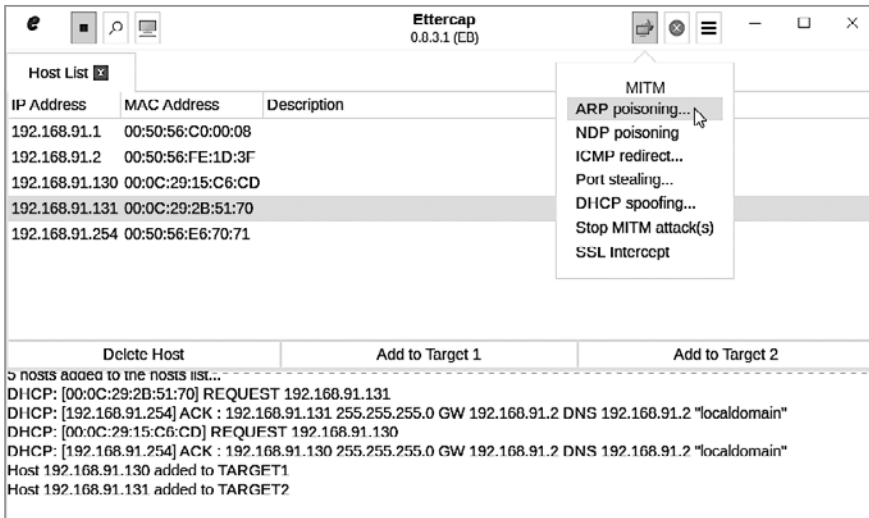 e
Ettercap
0.8.3.1 (EB)
Host List
IP Address MAC Address Description
192.168.91.1 00:50:56:C0:00:08
192.168.91.2 00:50:56:FE:1D:3F
192.168.91.130 00:0C:29:15:C6:CD
192.168.91.131 00:0C:29:2B:51:70
192.168.91.254 00:50:56:E6:70:71
MITM
ARP poisoning...
NDP poisoning
ICMP redirect...
Port stealing...
DHCP spoofing...
Stop MITM attack(s)
SSL Intercept
Delete Host Add to Target 1 Add to Target 2
5 hosts added to the hosts list...
DHCP: [00:0C:29:2B:51:70] REQUEST 192.168.91.131
DHCP: [192.168.91.254] ACK : 192.168.91.131 255.255.255.0 GW 192.168.91.2 DNS 192.168.91.2 "localdomain"
DHCP: [00:0C:29:15:C6:CD] REQUEST 192.168.91.130
DHCP: [192.168.91.254] ACK : 192.168.91.130 255.255.255.0 GW 192.168.91.2 DNS 192.168.91.2 "localdomain"
Host 192.168.91.130 added to TARGET1
Host 192.168.91.131 added to TARGET2